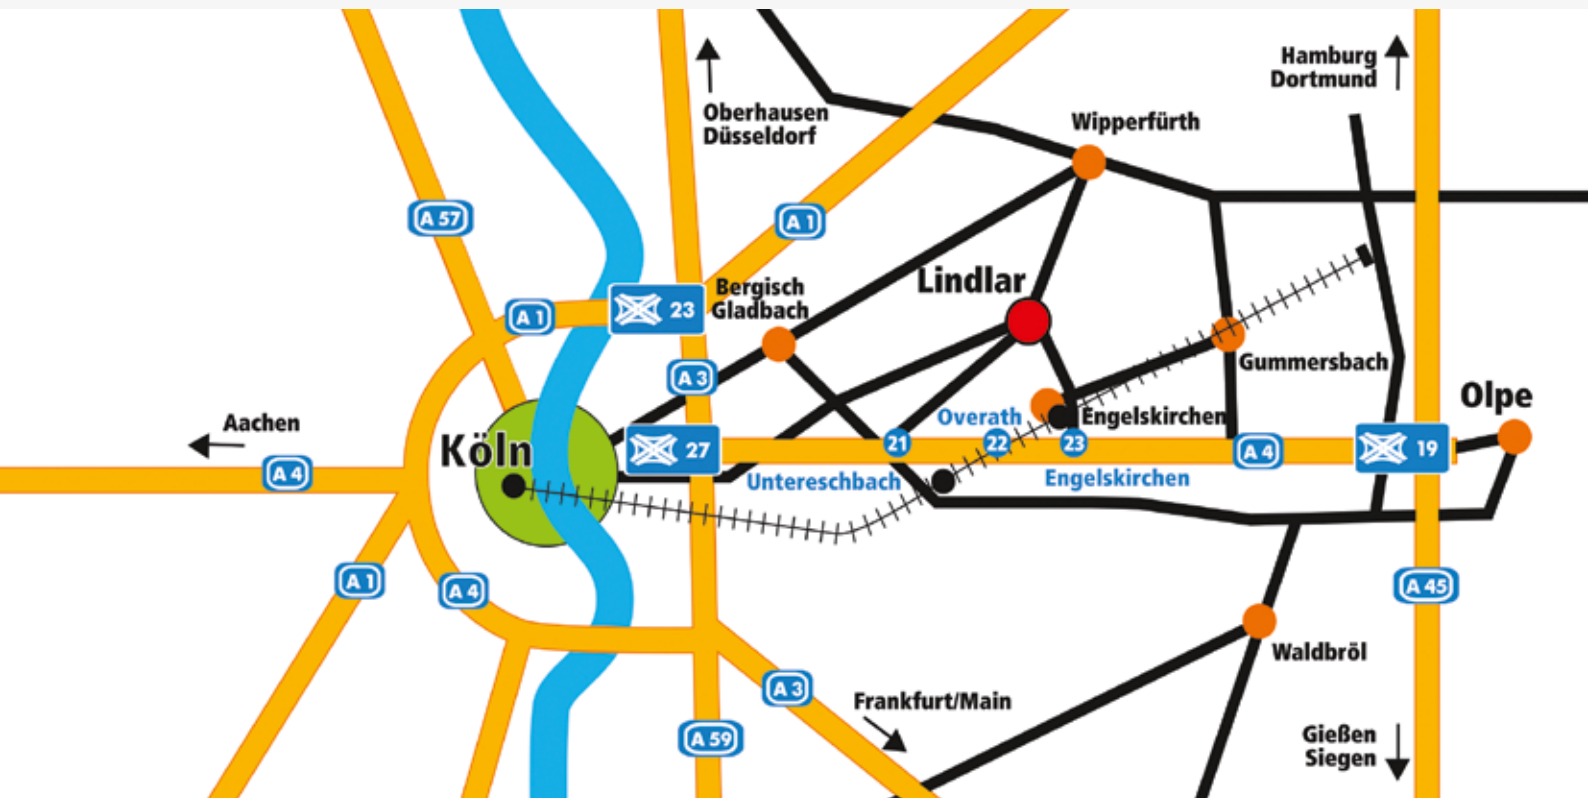 Hamburg
Dortmund
Oberhausen
Düsseldorf
Wipperfürth
A 57
A 1
Lindlar
Bergisch
Gladbach
23
A 1
Gummersbach
A 3
Olpe
Aachen
Overath
Engelskirchen
Köln
27
21
22
23
A 4
19
A 4
Untereschbach
Engelskirchen
A 1
A 4
A 45
Waldbröl
A 3
Frankfurt/Main
A 59
Gießen
Siegen